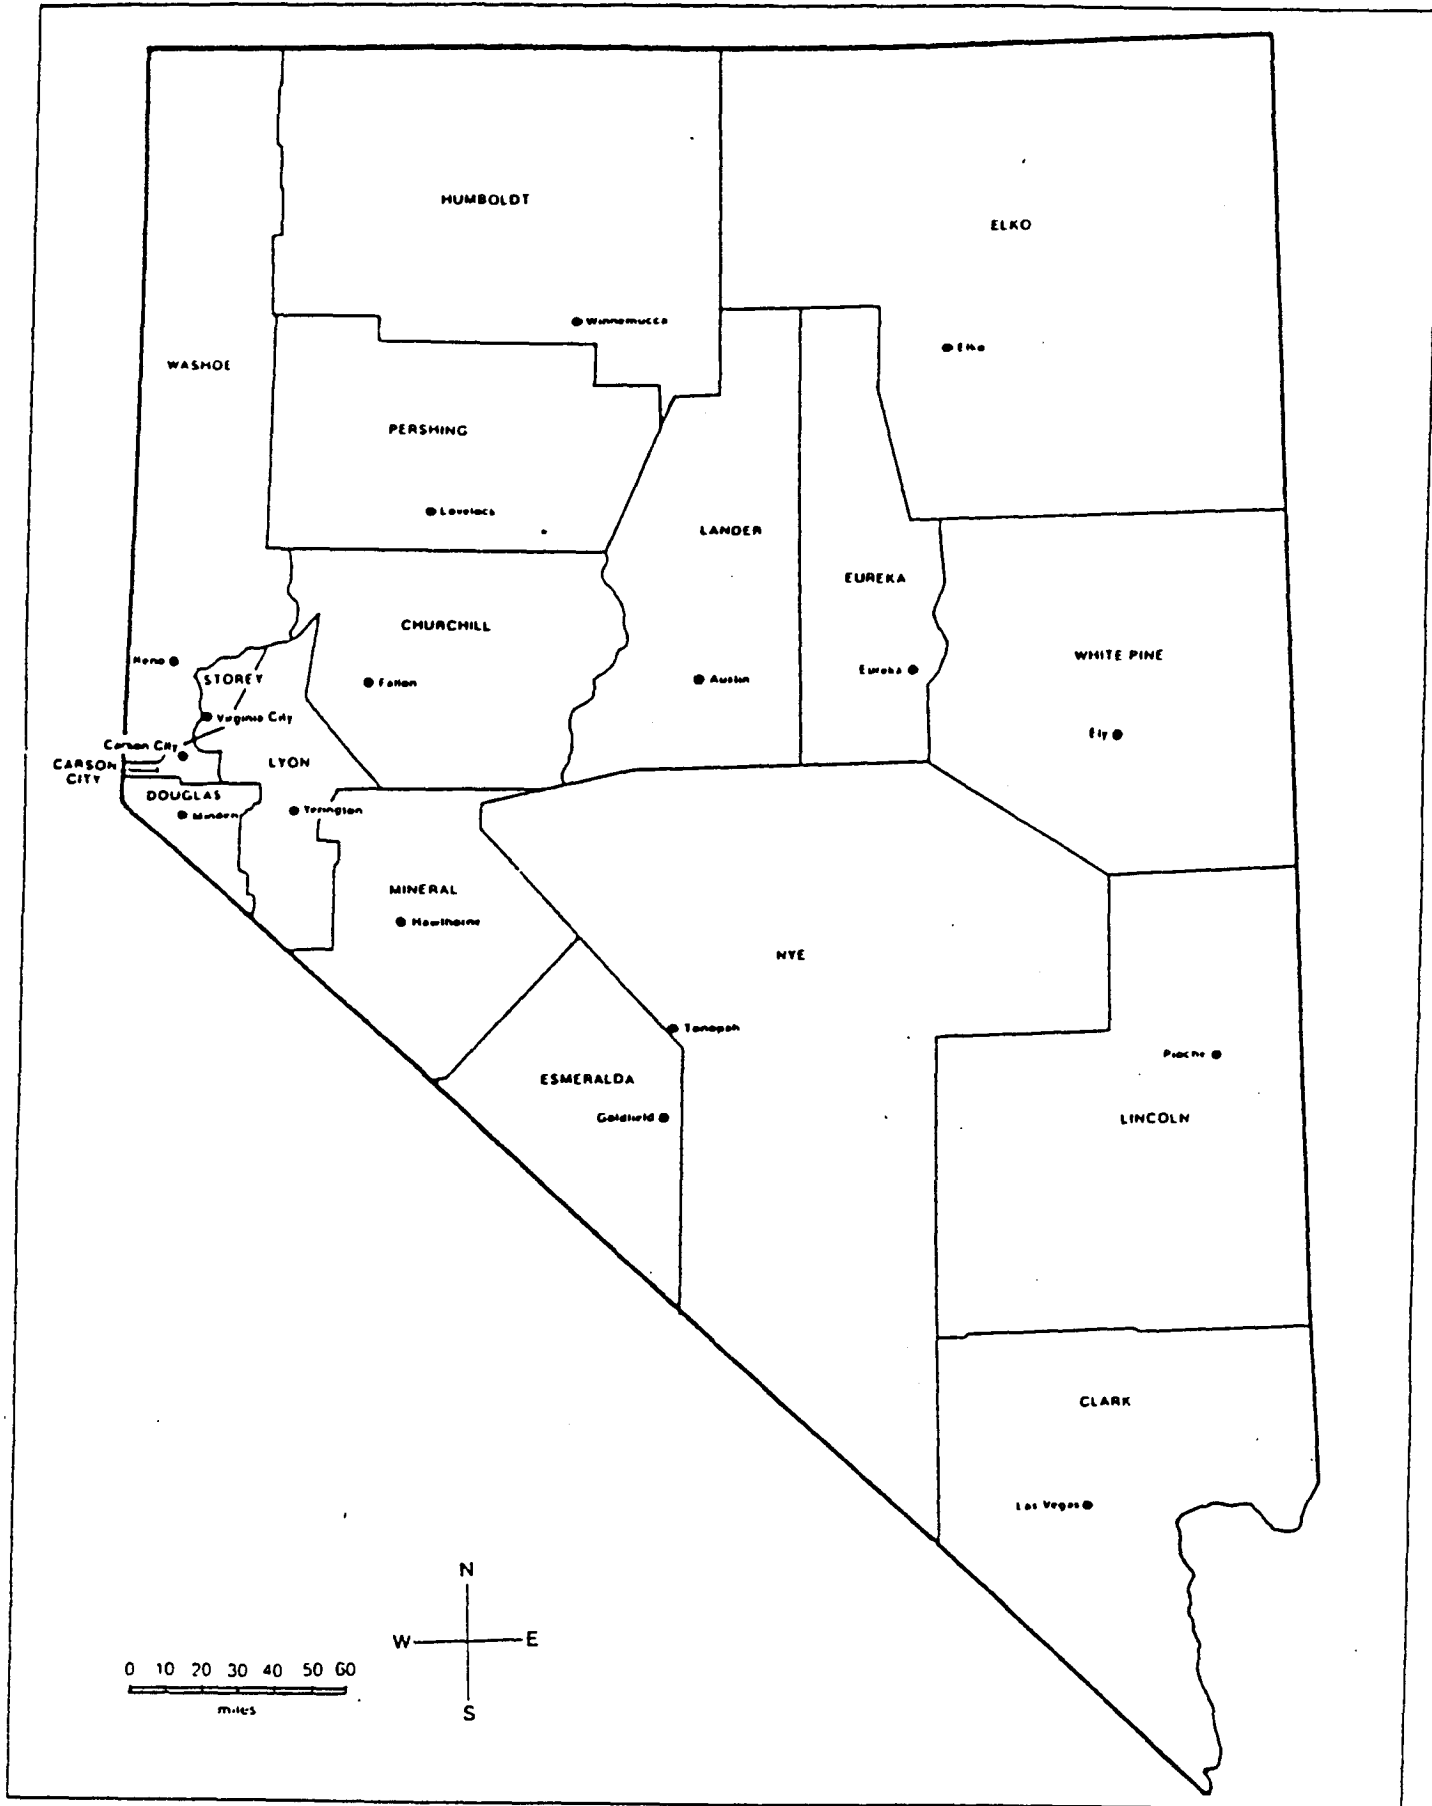 HUMBOLDT
ELKO
Winnemucca
Elko
WASHOE
PERSHING
Lovelock
LANDER
EUREKA
CHURCHILL
WHITE PINE
Reno
STOREY
Fallon
Austin
Eureka
Virginia City
Ely
Carson City
CARSON
CITY
LYON
DOUGLAS
Minden
Yerington
MINERAL
Hawthorne
NYE
Tonopah
Pioche
ESMERALDA
Goldfield
LINCOLN
CLARK
Las Vegas
N
W E
S
0 10 20 30 40 50 60
miles